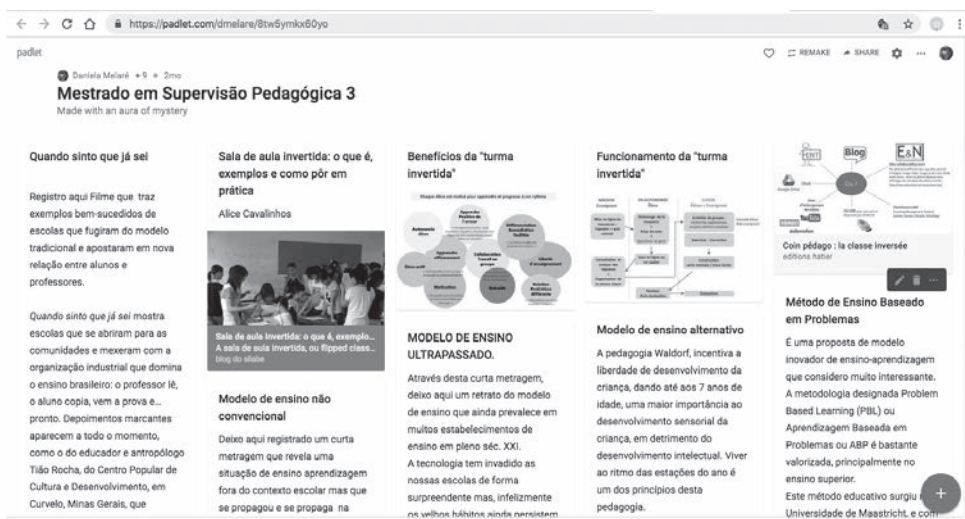 https://padlet.com/dmelare/8tw5ymkx60yo
padlet
REMAKE
SHARE
Daniela Melaré • 9 • 2mo
Mestrado em Supervisão Pedagógica 3
Made with an aura of mystery
Quando sinto que já sei
Registro aqui Filme que traz
exemplos bem-sucedidos de
escolas que fugiram do modelo
tradicional e apostaram em nova
relação entre alunos e
professores.
Quando sinto que já sei mostra
escolas que se abriram para as
comunidades e mexeram com a
organização industrial que domina
o ensino brasileiro: o professor lê,
o aluno copia, vem a prova e...
pronto. Depoimentos marcantes
aparecem a todo o momento,
como o do educador e antropólogo
Tião Rocha, do Centro Popular de
Cultura e Desenvolvimento, em
Curvelo, Minas Gerais, que
Sala de aula invertida: o que é,
exemplos e como pôr em
prática
Alice Cavalinhos
Sala de aula invertida: o que é, exemplo...
A sala de aula invertida, ou flipped class...
blog do sílabe
Modelo de ensino não
convencional
Deixo aqui registrado um curta
metragem que revela uma
situação de ensino aprendizagem
fora do contexto escolar mas que
se propagou e se propaga na
Benefícios da "turma
invertida"
Chaque élève est motivé pour apprendre et progresse à son rythme
MODELO DE ENSINO
ULTRAPASSADO.
Através desta curta metragem,
deixo aqui um retrato do modelo
de ensino que ainda prevalece em
muitos estabelecimentos de
ensino em pleno séc. XXI.
A tecnologia tem invadido as
nossas escolas de forma
surpreendente mas, infelizmente
os velhos hábitos ainda persistem
Funcionamento da "turma
invertida"
Modelo de ensino alternativo
A pedagogia Waldorf, incentiva a
liberdade de desenvolvimento da
criança, dando até aos 7 anos de
idade, uma maior importância ao
desenvolvimento sensorial da
criança, em detrimento do
desenvolvimento intelectual. Viver
ao ritmo das estações do ano é
um dos princípios desta
pedagogia.
ENT
Blog
E&N
YouTube
Coin pédago : la classe inversée
editions hatier
Método de Ensino Baseado
em Problemas
É uma proposta de modelo
inovador de ensino-aprendizagem
que considero muito interessante.
A metodologia designada Problem
Based Learning (PBL) ou
Aprendizagem Baseada em
Problemas ou ABP é bastante
valorizada, principalmente no
ensino superior.
Este método educativo surgiu
Universidade de Maastricht, e com